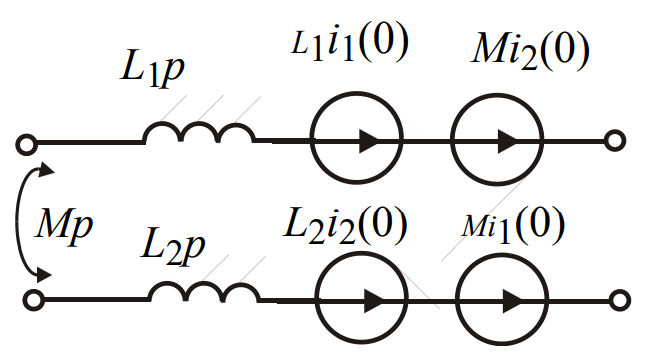 L₁p L₁i₁(0) Mi₂(0)
Mp L₂p L₂i₂(0) Mi₁(0)